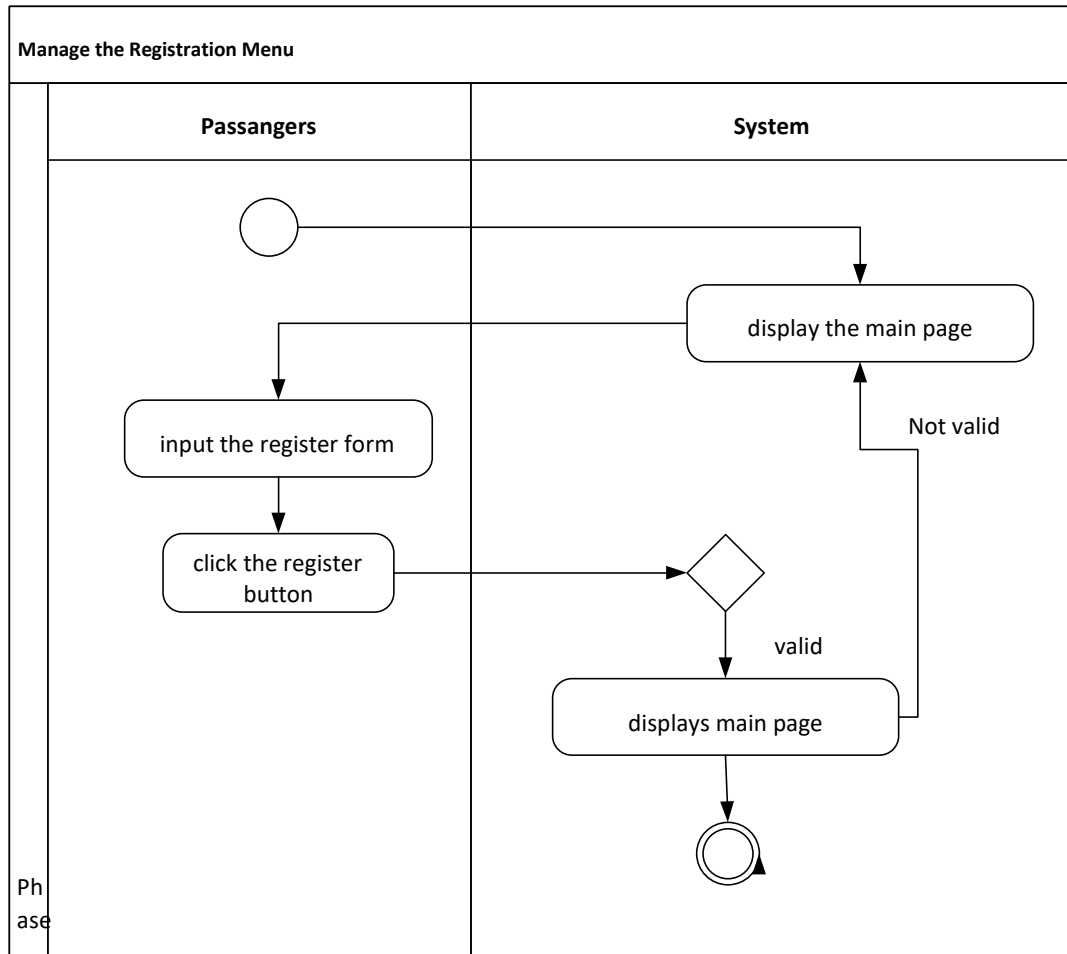 Manage the Registration Menu
Passangers
System
display the main page
input the register form
Not valid
click the register
button
valid
displays main page
Ph
ase